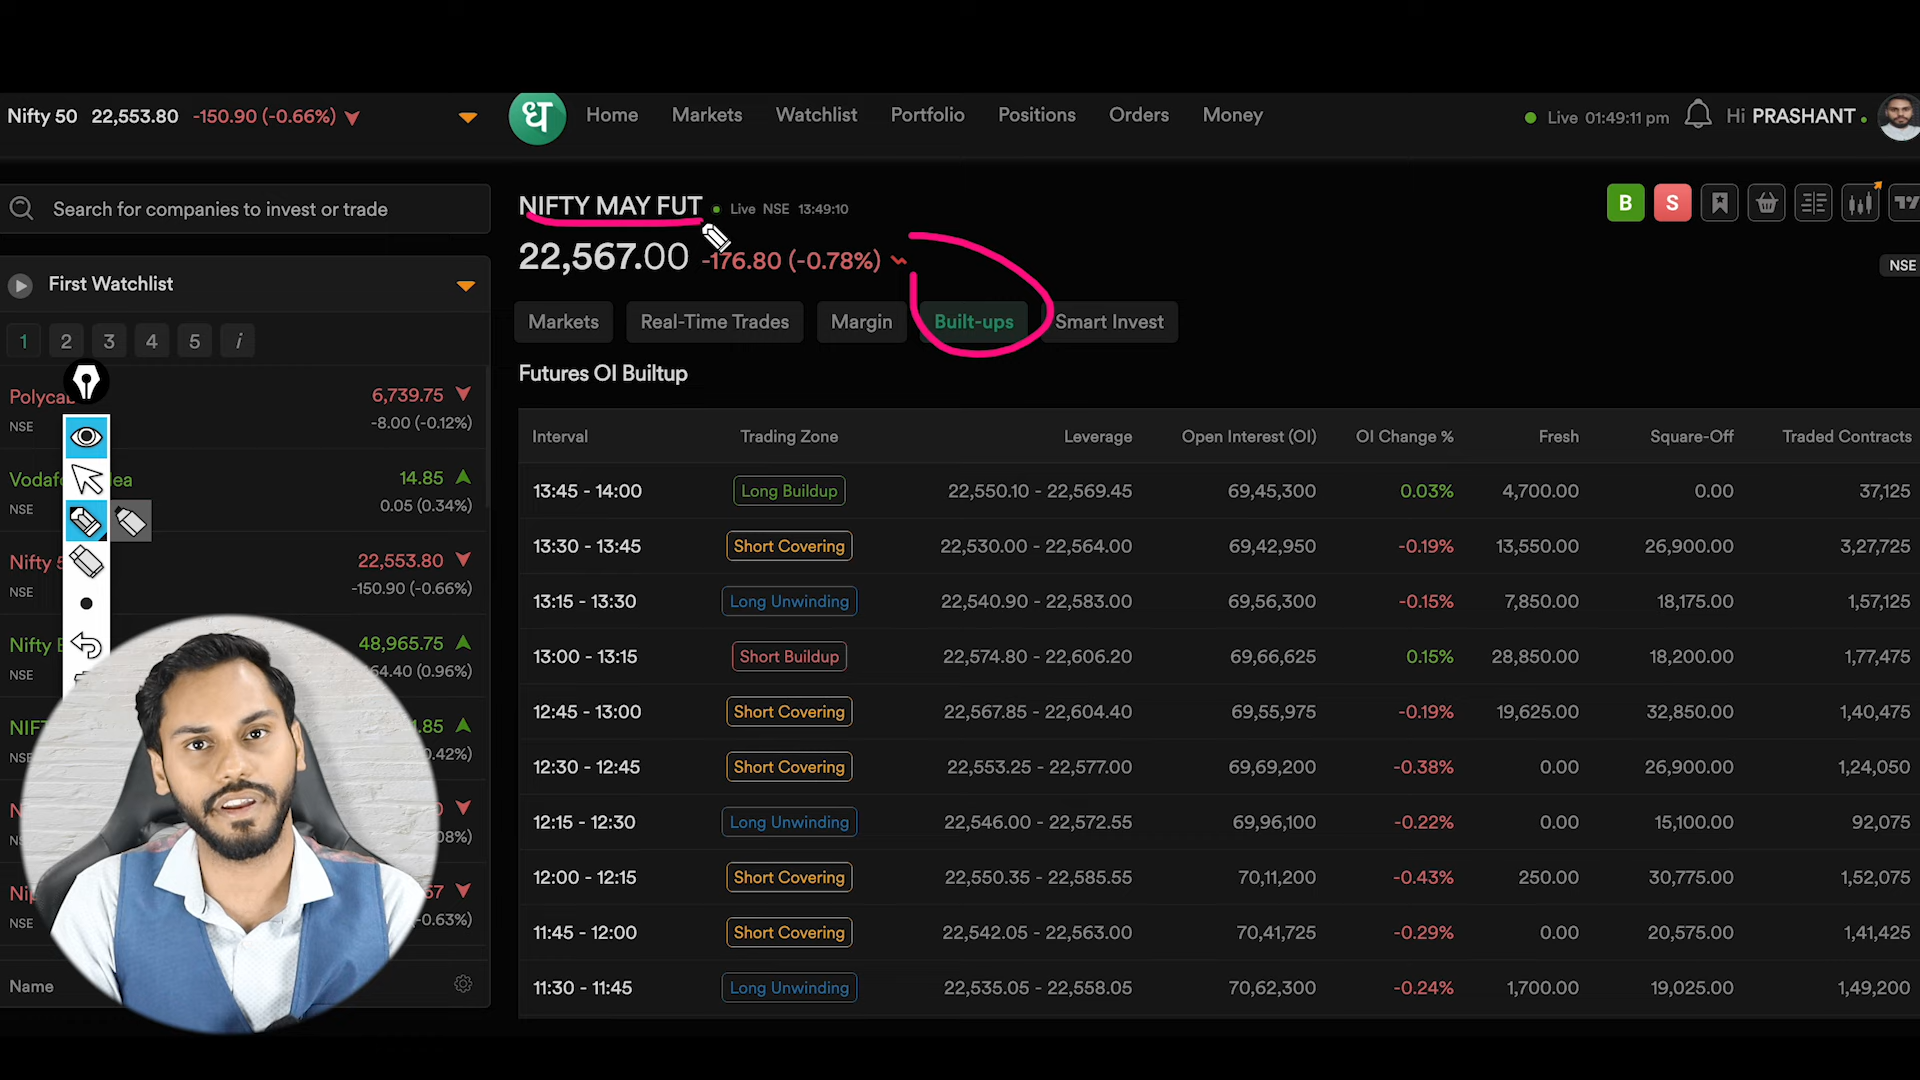 Nifty 50 22,553.80 -150.90 (-0.66%)
ध
Home Markets Watchlist Portfolio Positions Orders Money
Live 01:49:11 pm
Hi PRASHANT
Search for companies to invest or trade
First Watchlist
1 2 3 4 5 i
6,739.75
NSE -8.00 (-0.12%)
14.85
NSE 0.05 (0.34%)
Nifty 22,553.80
NSE -150.90 (-0.66%)
Nifty 48,965.75
NSE (0.96%)
NSE
NSE
Name
NIFTY MAY FUT Live NSE 13:49:10
22,567.00 -176.80 (-0.78%)
B S
NSE
Markets Real-Time Trades Margin Built-ups Smart Invest
Futures OI Builtup
Interval Trading Zone Leverage Open Interest (OI) OI Change % Fresh Square-Off Traded Contracts
13:45 - 14:00 Long Buildup 22,550.10 - 22,569.45 69,45,300 0.03% 4,700.00 0.00 37,125
13:30 - 13:45 Short Covering 22,530.00 - 22,564.00 69,42,950 -0.19% 13,550.00 26,900.00 3,27,725
13:15 - 13:30 Long Unwinding 22,540.90 - 22,583.00 69,56,300 -0.15% 7,850.00 18,175.00 1,57,125
13:00 - 13:15 Short Buildup 22,574.80 - 22,606.20 69,66,625 0.15% 28,850.00 18,200.00 1,77,475
12:45 - 13:00 Short Covering 22,567.85 - 22,604.40 69,55,975 -0.19% 19,625.00 32,850.00 1,40,475
12:30 - 12:45 Short Covering 22,553.25 - 22,577.00 69,69,200 -0.38% 0.00 26,900.00 1,24,050
12:15 - 12:30 Long Unwinding 22,546.00 - 22,572.55 69,96,100 -0.22% 0.00 15,100.00 92,075
12:00 - 12:15 Short Covering 22,550.35 - 22,585.55 70,11,200 -0.43% 250.00 30,775.00 1,52,075
11:45 - 12:00 Short Covering 22,542.05 - 22,563.00 70,41,725 -0.29% 0.00 20,575.00 1,41,425
11:30 - 11:45 Long Unwinding 22,535.05 - 22,558.05 70,62,300 -0.24% 1,700.00 19,025.00 1,49,200